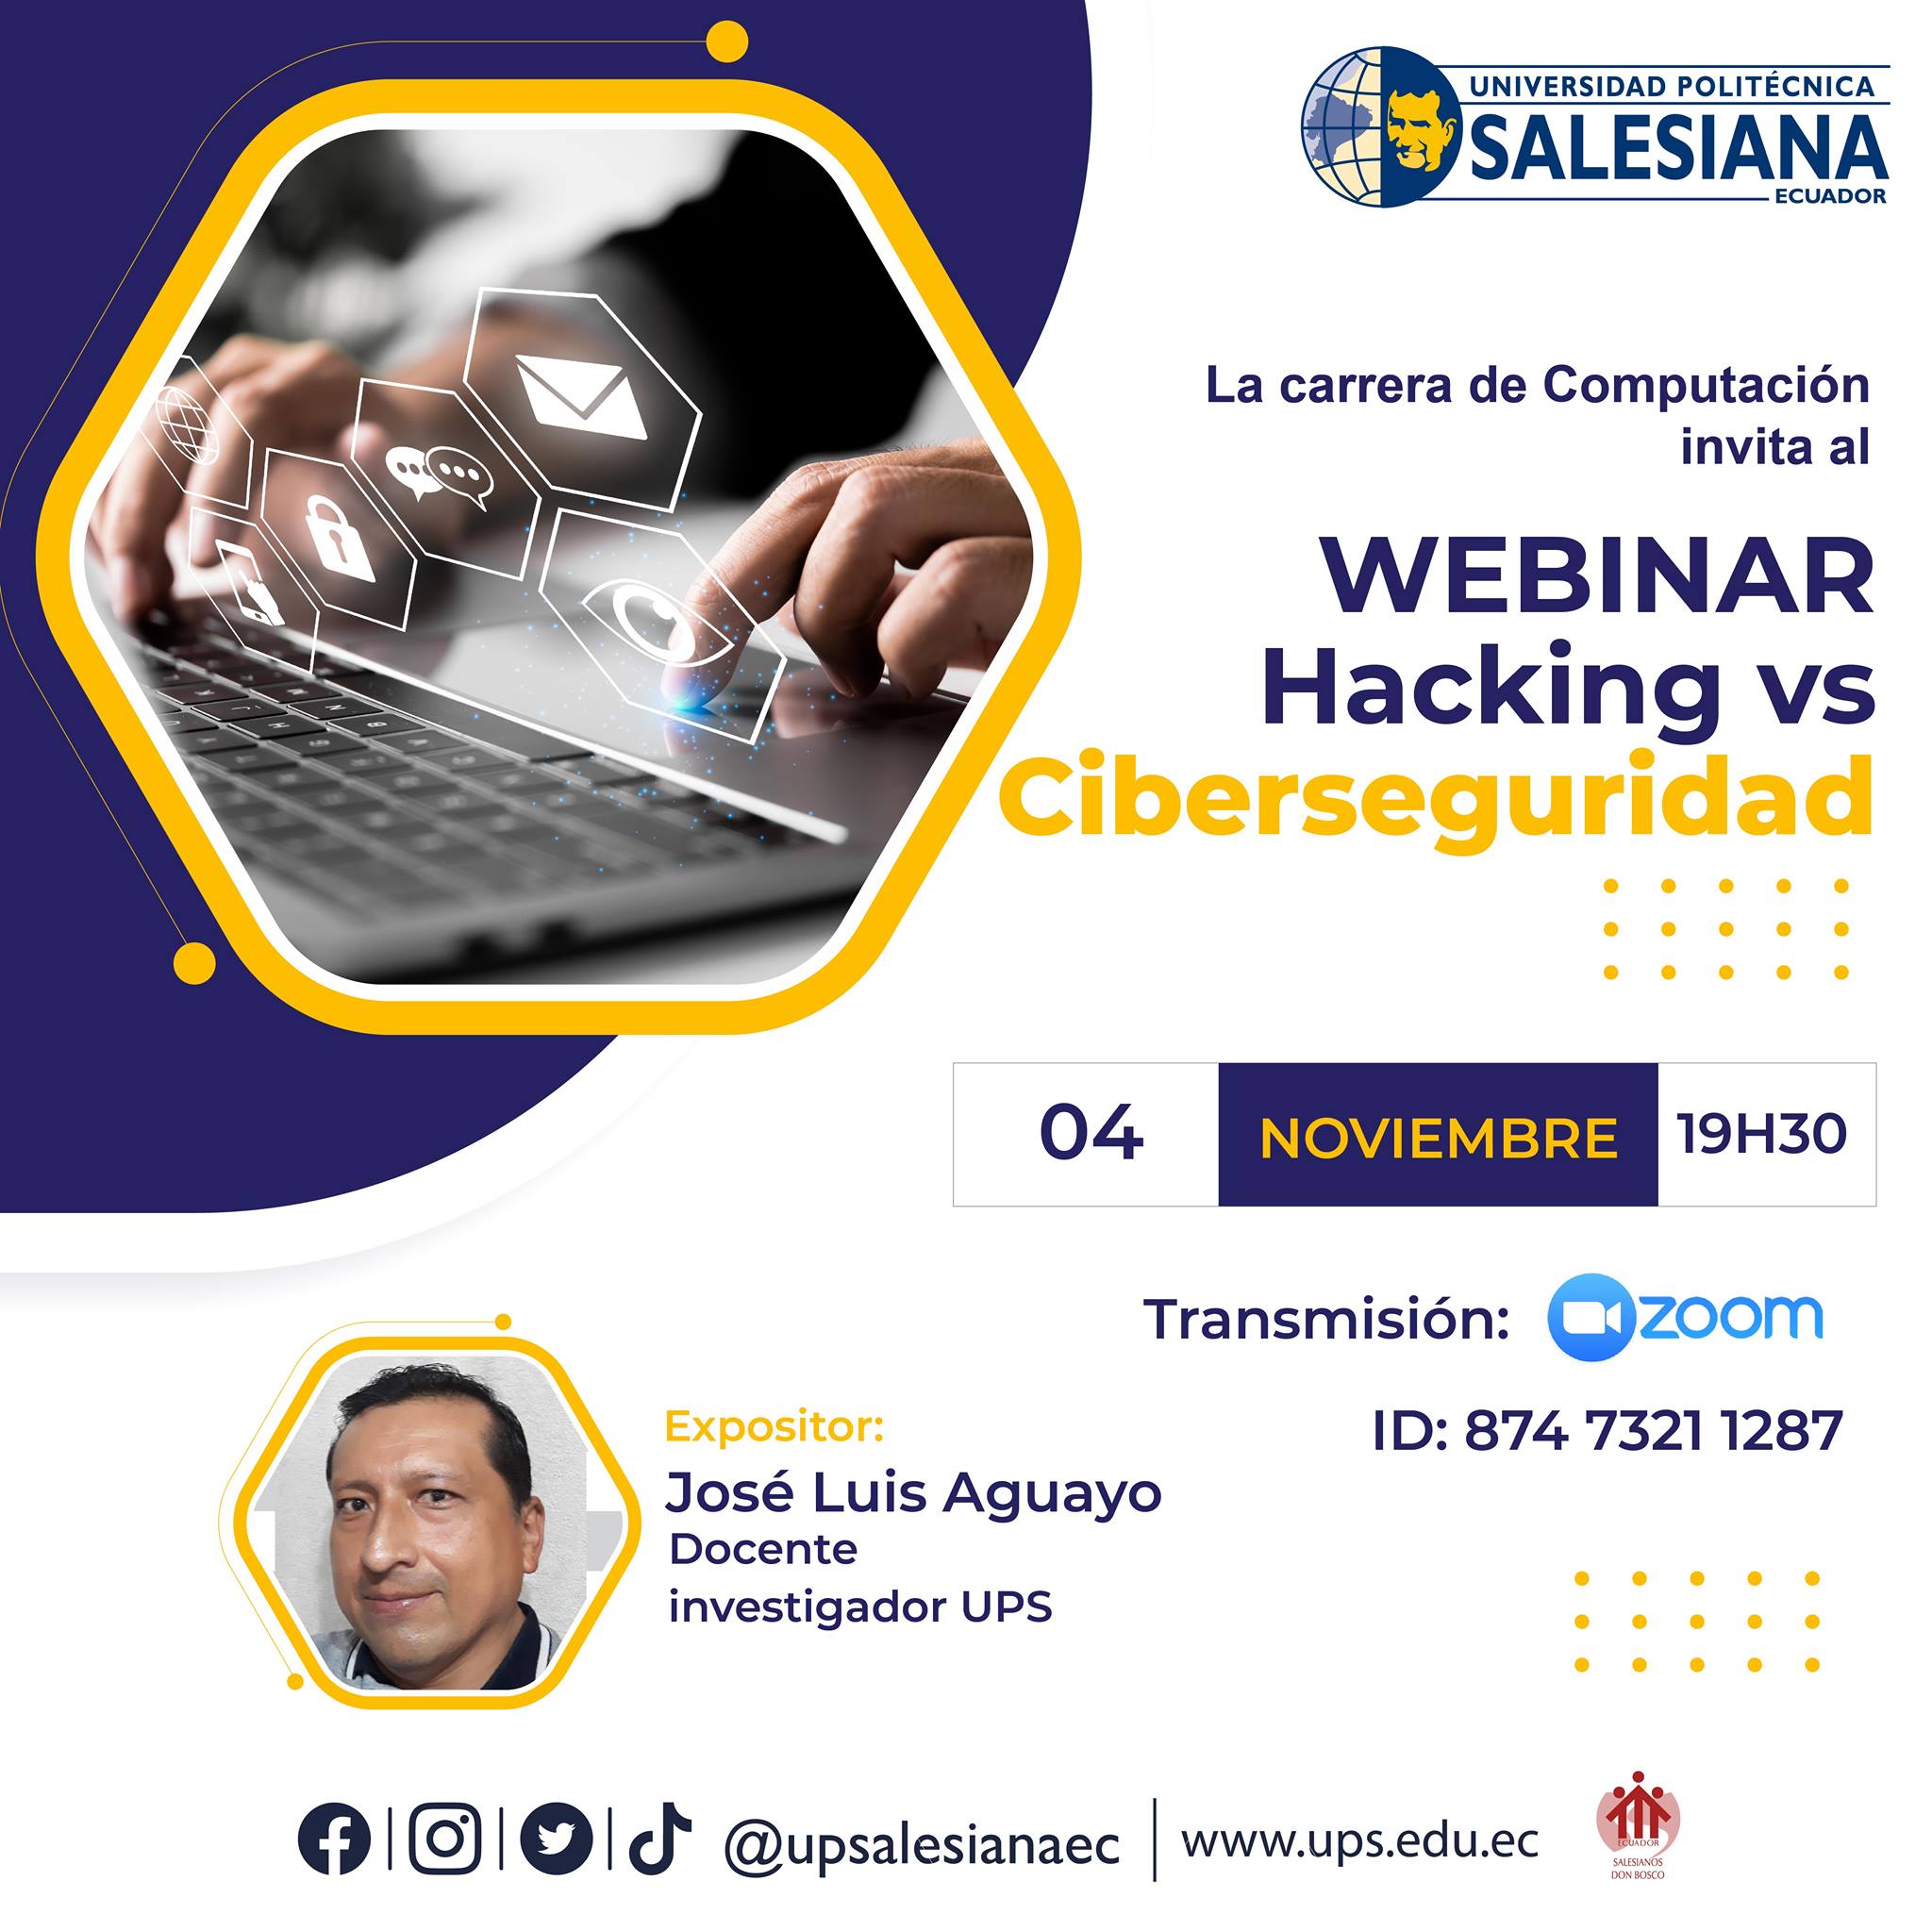 UNIVERSIDAD POLITÉCNICA
SALESIANA
ECUADOR
La carrera de Computación
invita al
WEBINAR
Hacking vs
Ciberseguridad
04 NOVIEMBRE 19H30
Transmisión: zoom
ID: 874 7321 1287
Expositor:
José Luis Aguayo
Docente
investigador UPS
@upsalesianaec
www.ups.edu.ec
ECUADOR
SALESIANOS
DON BOSCO